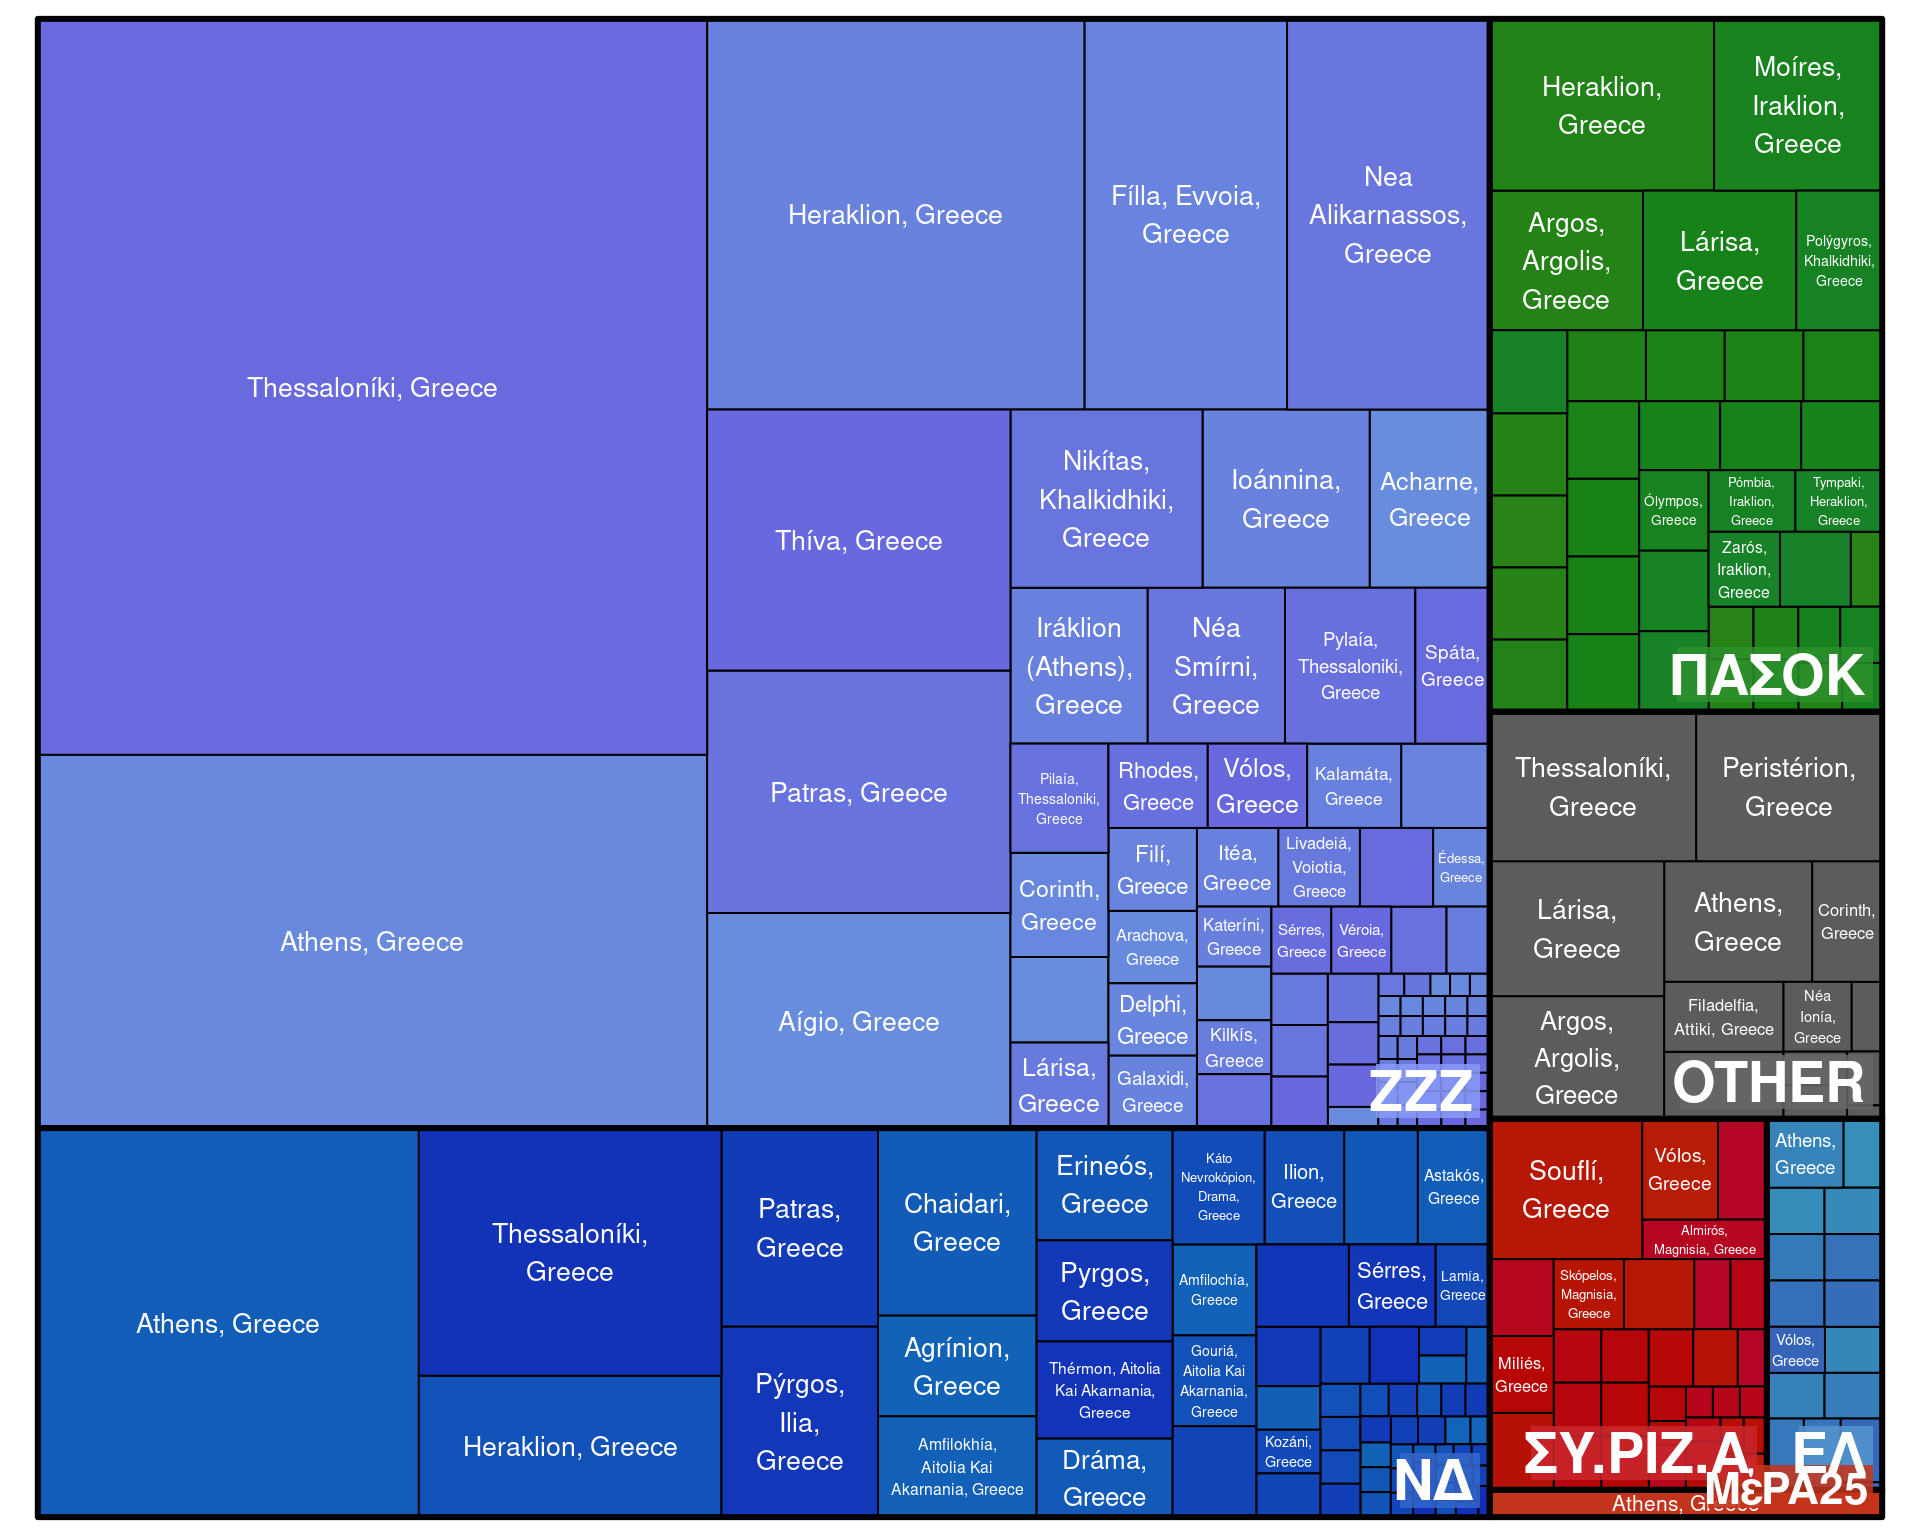 Thessaloníki, Greece
Athens, Greece
Heraklion, Greece
Fílla, Evvoia,
Greece
Nea
Alikarnassos,
Greece
Thíva, Greece
Patras, Greece
Aígio, Greece
Nikítas,
Khalkidhiki,
Greece
Ioánnina,
Greece
Acharne,
Greece
Iráklion
(Athens),
Greece
Néa
Smírni,
Greece
Pylaía,
Thessaloniki,
Greece
Spáta,
Greece
Pilaía,
Thessaloniki,
Greece
Rhodes,
Greece
Vólos,
Greece
Kalamáta,
Greece
Corinth,
Greece
Filí,
Greece
Itéa,
Greece
Livadeiá,
Voiotia,
Greece
Édessa,
Greece
Arachova,
Greece
Kateríni,
Greece
Sérres,
Greece
Véroia,
Greece
Delphi,
Greece
Kilkís,
Greece
Lárisa,
Greece
Galaxidi,
Greece
ZZZ
Heraklion,
Greece
Moíres,
Iraklion,
Greece
Argos,
Argolis,
Greece
Lárisa,
Greece
Polýgyros,
Khalkidhiki,
Greece
Ólympos,
Greece
Pómbia,
Iraklion,
Greece
Tympaki,
Heraklion,
Greece
Zarós,
Iraklion,
Greece
ΠΑΣΟΚ
Thessaloníki,
Greece
Peristérion,
Greece
Lárisa,
Greece
Athens,
Greece
Corinth,
Greece
Argos,
Argolis,
Greece
Filadelfia,
Attiki, Greece
Néa
Ionía,
Greece
OTHER
Athens, Greece
Thessaloníki,
Greece
Heraklion, Greece
Patras,
Greece
Pýrgos,
Ilia,
Greece
Chaidari,
Greece
Agrínion,
Greece
Amfilokhía,
Aitolia Kai
Akarnania, Greece
Erineós,
Greece
Pyrgos,
Greece
Thérmon, Aitolia
Kai Akarnania,
Greece
Dráma,
Greece
Káto
Nevrokópion,
Drama,
Greece
Ilion,
Greece
Astakós,
Greece
Amfilochía,
Greece
Sérres,
Greece
Lamía,
Greece
Gouriá,
Aitolia Kai
Akarnania,
Greece
Kozáni,
Greece
ΝΔ
Souflí,
Greece
Vólos,
Greece
Almirós,
Magnisia, Greece
Skópelos,
Magnisia,
Greece
Miliés,
Greece
ΣΥ.ΡΙΖ.Α.
Athens,
Greece
Vólos,
Greece
ΕΛ
Athens, Greece
ΜέΡΑ25